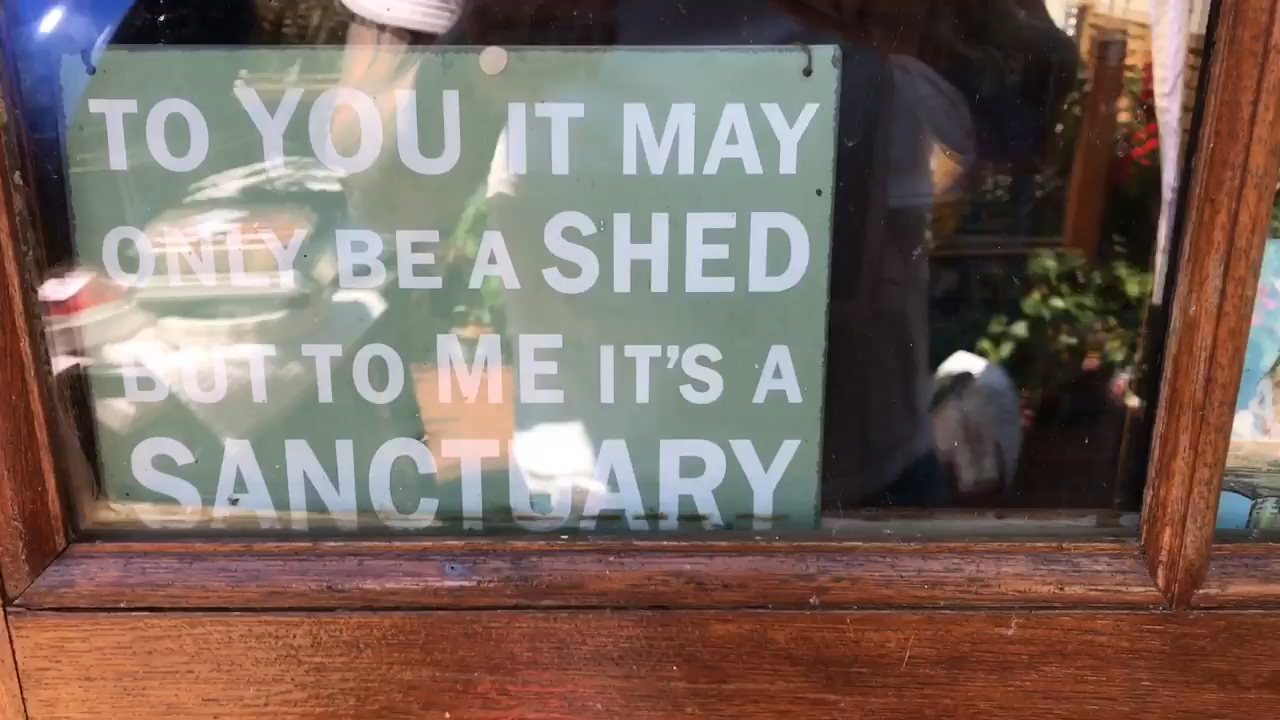 TO YOU IT MAY
ONLY BE A SHED
BUT TO ME IT'S A
SANCTUARY